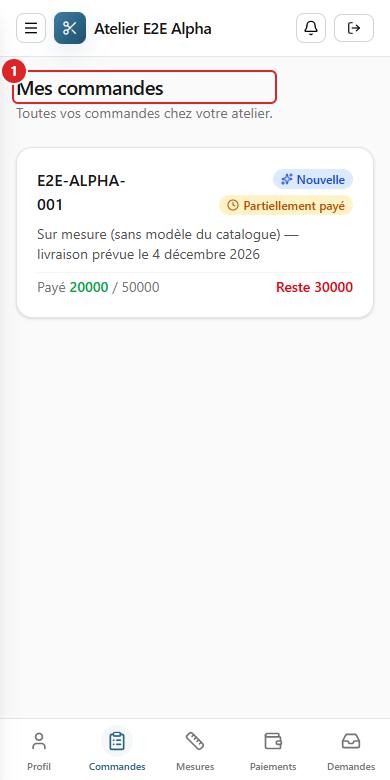 Atelier E2E Alpha
1
Mes commandes
Toutes vos commandes chez votre atelier.
E2E-ALPHA-
001
Nouvelle
Partiellement payé
Sur mesure (sans modèle du catalogue) —
livraison prévue le 4 décembre 2026
Payé 20000 / 50000
Reste 30000
Profil
Commandes
Mesures
Paiements
Demandes